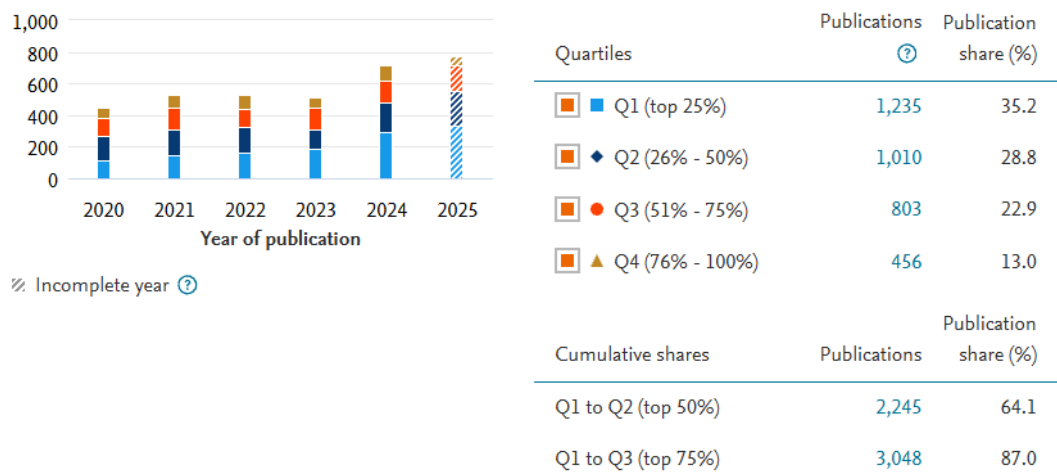 1,000
800
600
400
200
0
2020 2021 2022 2023 2024 2025
Year of publication
Incomplete year ?
Publications Publication
Quartiles ? share (%)
Q1 (top 25%) 1,235 35.2
Q2 (26% - 50%) 1,010 28.8
Q3 (51% - 75%) 803 22.9
Q4 (76% - 100%) 456 13.0
Publication
Cumulative shares Publications share (%)
Q1 to Q2 (top 50%) 2,245 64.1
Q1 to Q3 (top 75%) 3,048 87.0